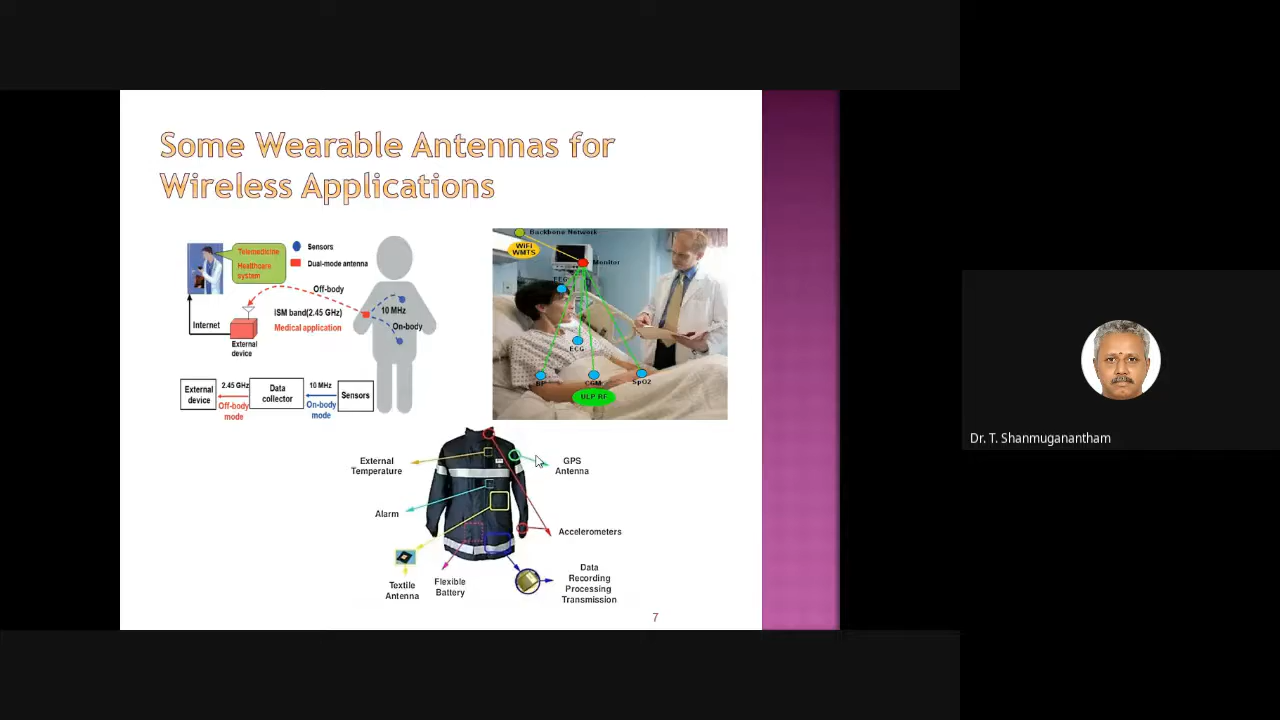 Some Wearable Antennas for
Wireless Applications
Telemedicine
Healthcare
system
Sensors
Dual-mode antenna
Off-body
ISM band(2.45 GHz)
Medical application
10 MHz
On-body
Internet
External
device
External
device
2.45 GHz
Off-body
mode
Data
collector
10 MHz
On-body
mode
Sensors
Backbone Network
WiFi
WMTS
Monitor
EEG
ECG
BP
CGM
SpO2
ULP RF
External
Temperature
GPS
Antenna
Alarm
Accelerometers
Textile
Antenna
Flexible
Battery
Data
Recording
Processing
Transmission
7
Dr. T. Shanmuganantham